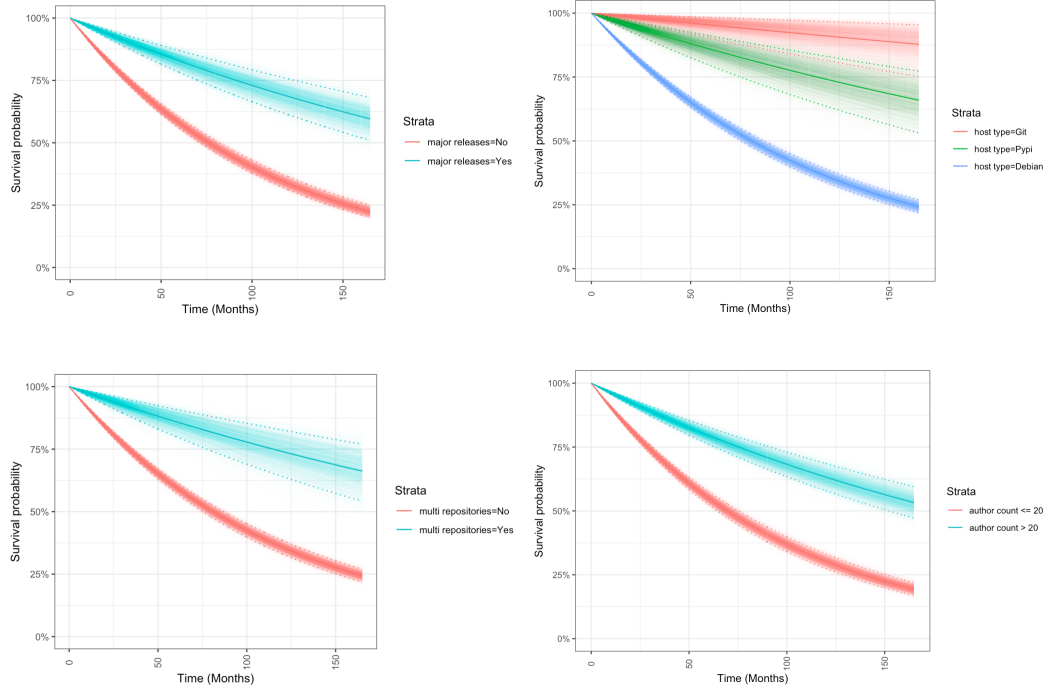 100%
75%
50%
25%
0%
Survival probability
0
50
100
150
Time (Months)
Strata
major releases=No
major releases=Yes
100%
75%
50%
25%
0%
Survival probability
0
50
100
150
Time (Months)
Strata
host type=Git
host type=Pypi
host type=Debian
100%
75%
50%
25%
0%
Survival probability
0
50
100
150
Time (Months)
Strata
multi repositories=No
multi repositories=Yes
100%
75%
50%
25%
0%
Survival probability
0
50
100
150
Time (Months)
Strata
author count <= 20
author count > 20